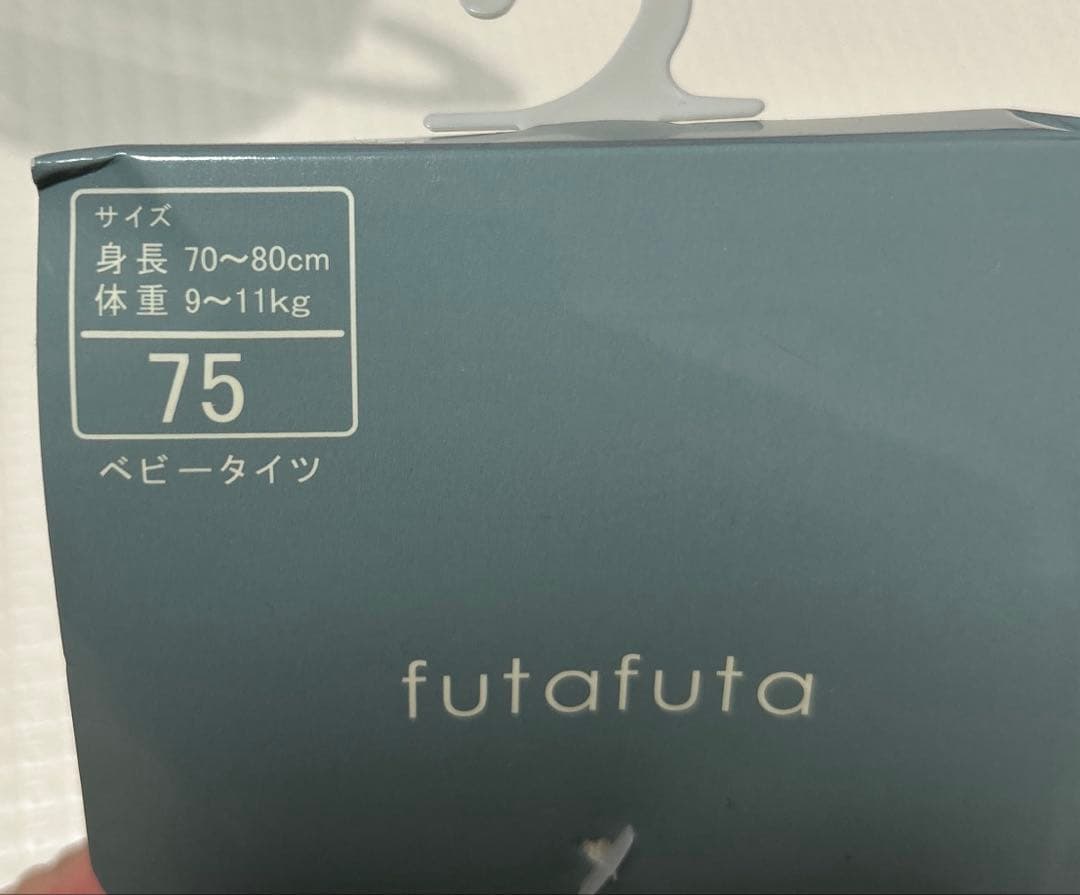 サイズ
身長 70〜80cm
体重 9〜11kg
75
ベビータイツ
futafuta